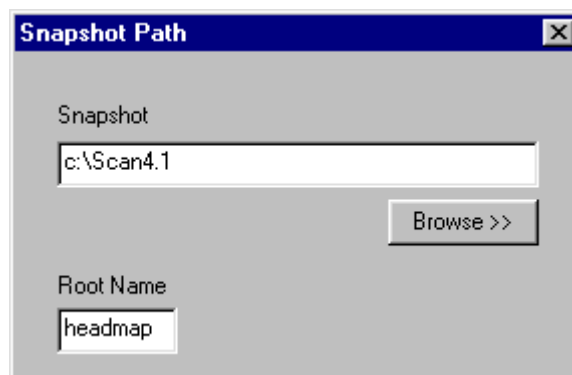 Snapshot Path
Snapshot
c:\Scan4.1
Browse >>
Root Name
headmap